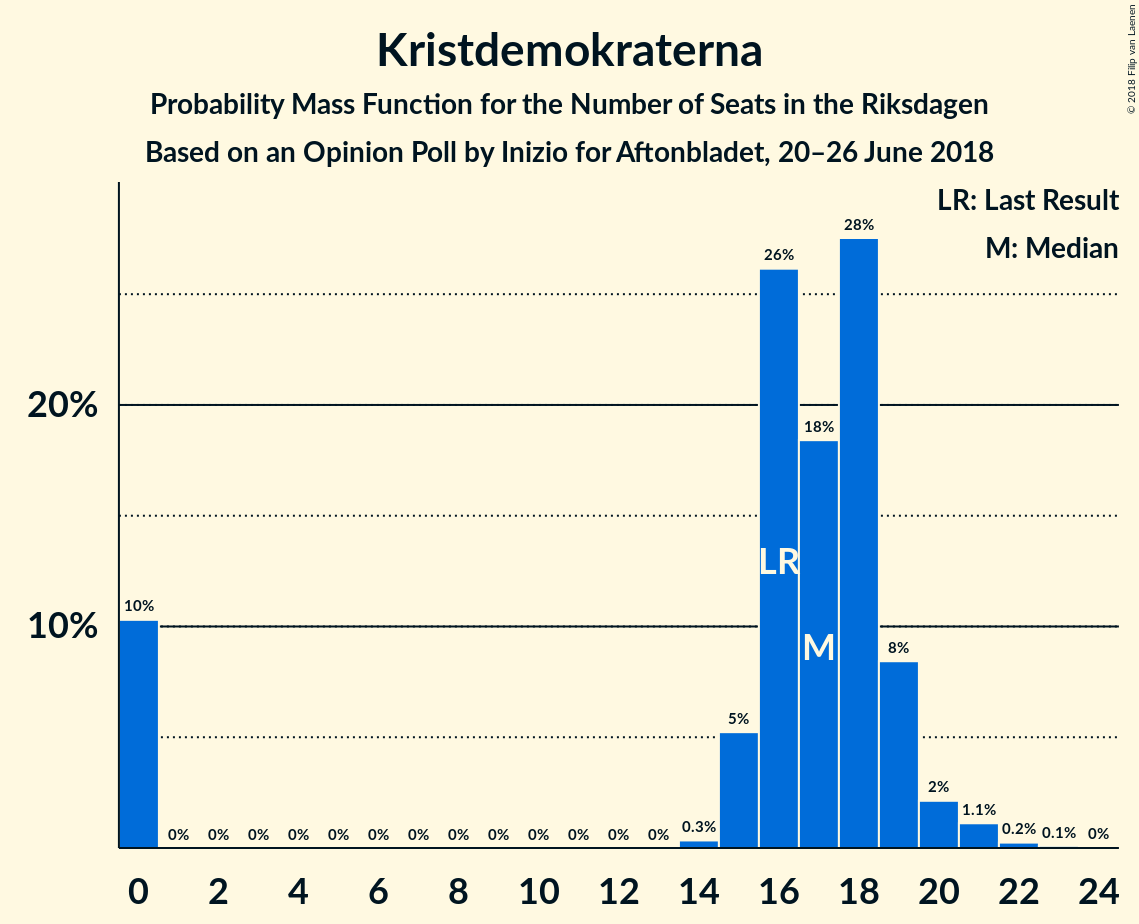 Kristdemokraterna
Probability Mass Function for the Number of Seats in the Riksdagen
Based on an Opinion Poll by Inizio for Aftonbladet, 20–26 June 2018
© 2018 Filip van Laenen
LR: Last Result
M: Median
28%
26%
20%
18%
LR
10%
10%
M
8%
5%
2%
1.1%
0% 0% 0% 0% 0% 0% 0% 0% 0% 0% 0% 0% 0% 0.3% 0.2% 0.1% 0%
0 2 4 6 8 10 12 14 16 18 20 22 24